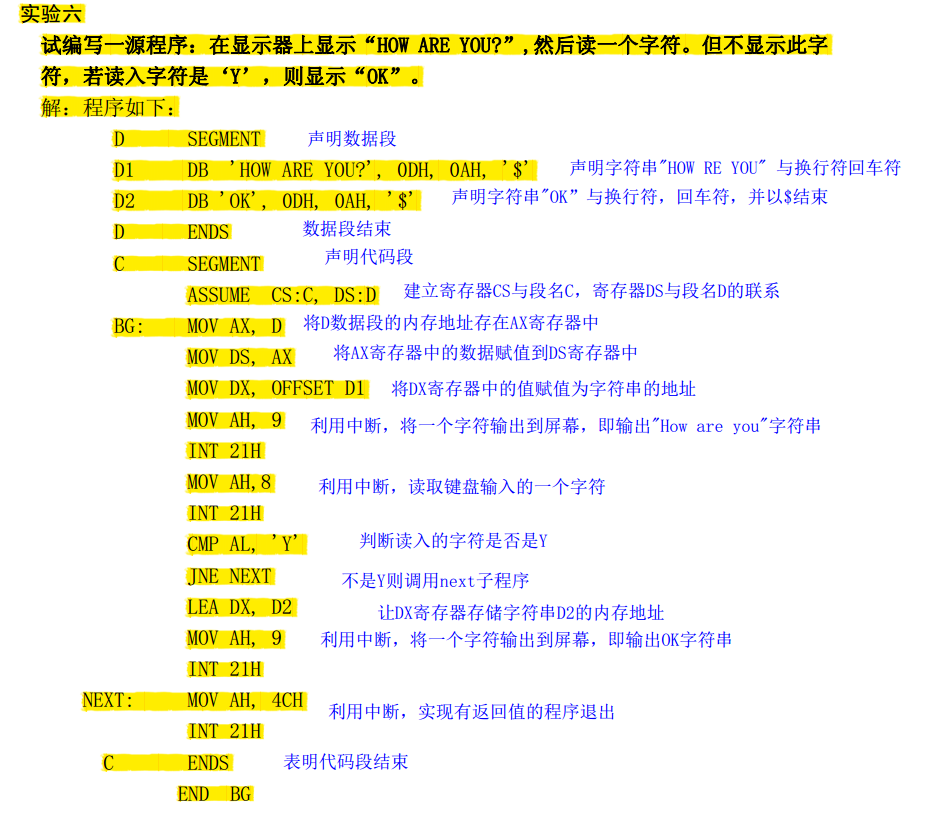 实验六
试编写一源程序：在显示器上显示“HOW ARE YOU?”,然后读一个字符。但不显示此字
符，若读入字符是‘Y’，则显示“OK”。
解：程序如下：
D SEGMENT 声明数据段
D1 DB 'HOW ARE YOU?', 0DH, 0AH, '$' 声明字符串"HOW RE YOU" 与换行符回车符
D2 DB 'OK', 0DH, 0AH, '$' 声明字符串"OK”与换行符，回车符，并以$结束
D ENDS 数据段结束
C SEGMENT 声明代码段
ASSUME CS:C, DS:D 建立寄存器CS与段名C，寄存器DS与段名D的联系
BG: MOV AX, D 将D数据段的内存地址存在AX寄存器中
MOV DS, AX 将AX寄存器中的数据赋值到DS寄存器中
MOV DX, OFFSET D1 将DX寄存器中的值赋值为字符串的地址
MOV AH, 9 利用中断，将一个字符输出到屏幕，即输出"How are you"字符串
INT 21H
MOV AH,8 利用中断，读取键盘输入的一个字符
INT 21H
CMP AL, 'Y' 判断读入的字符是否是Y
JNE NEXT 不是Y则调用next子程序
LEA DX, D2 让DX寄存器存储字符串D2的内存地址
MOV AH, 9 利用中断，将一个字符输出到屏幕，即输出OK字符串
INT 21H
NEXT: MOV AH, 4CH 利用中断，实现有返回值的程序退出
INT 21H
C ENDS 表明代码段结束
END BG